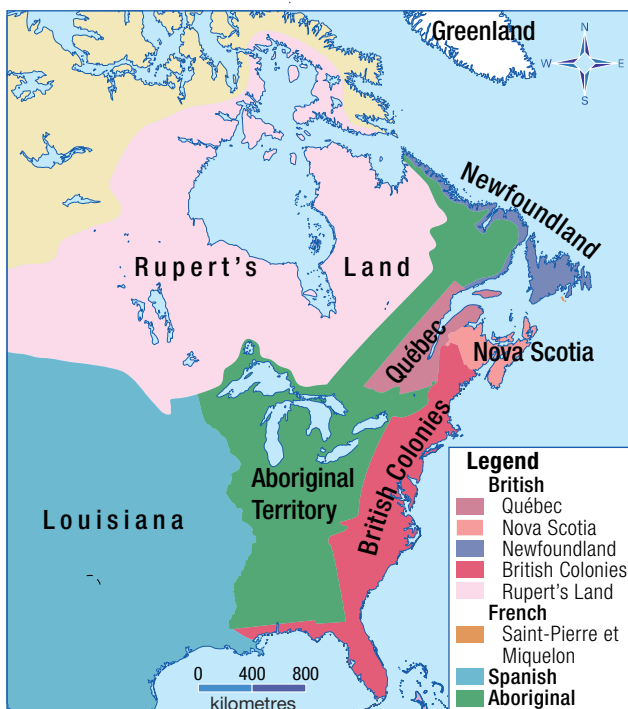 Greenland
N
W E
S
Newfoundland
Rupert's Land
Québec
Nova Scotia
British Colonies
Aboriginal
Territory
Louisiana
0 400 800
kilometres
Legend
British
Québec
Nova Scotia
Newfoundland
British Colonies
Rupert's Land
French
Saint-Pierre et
Miquelon
Spanish
Aboriginal